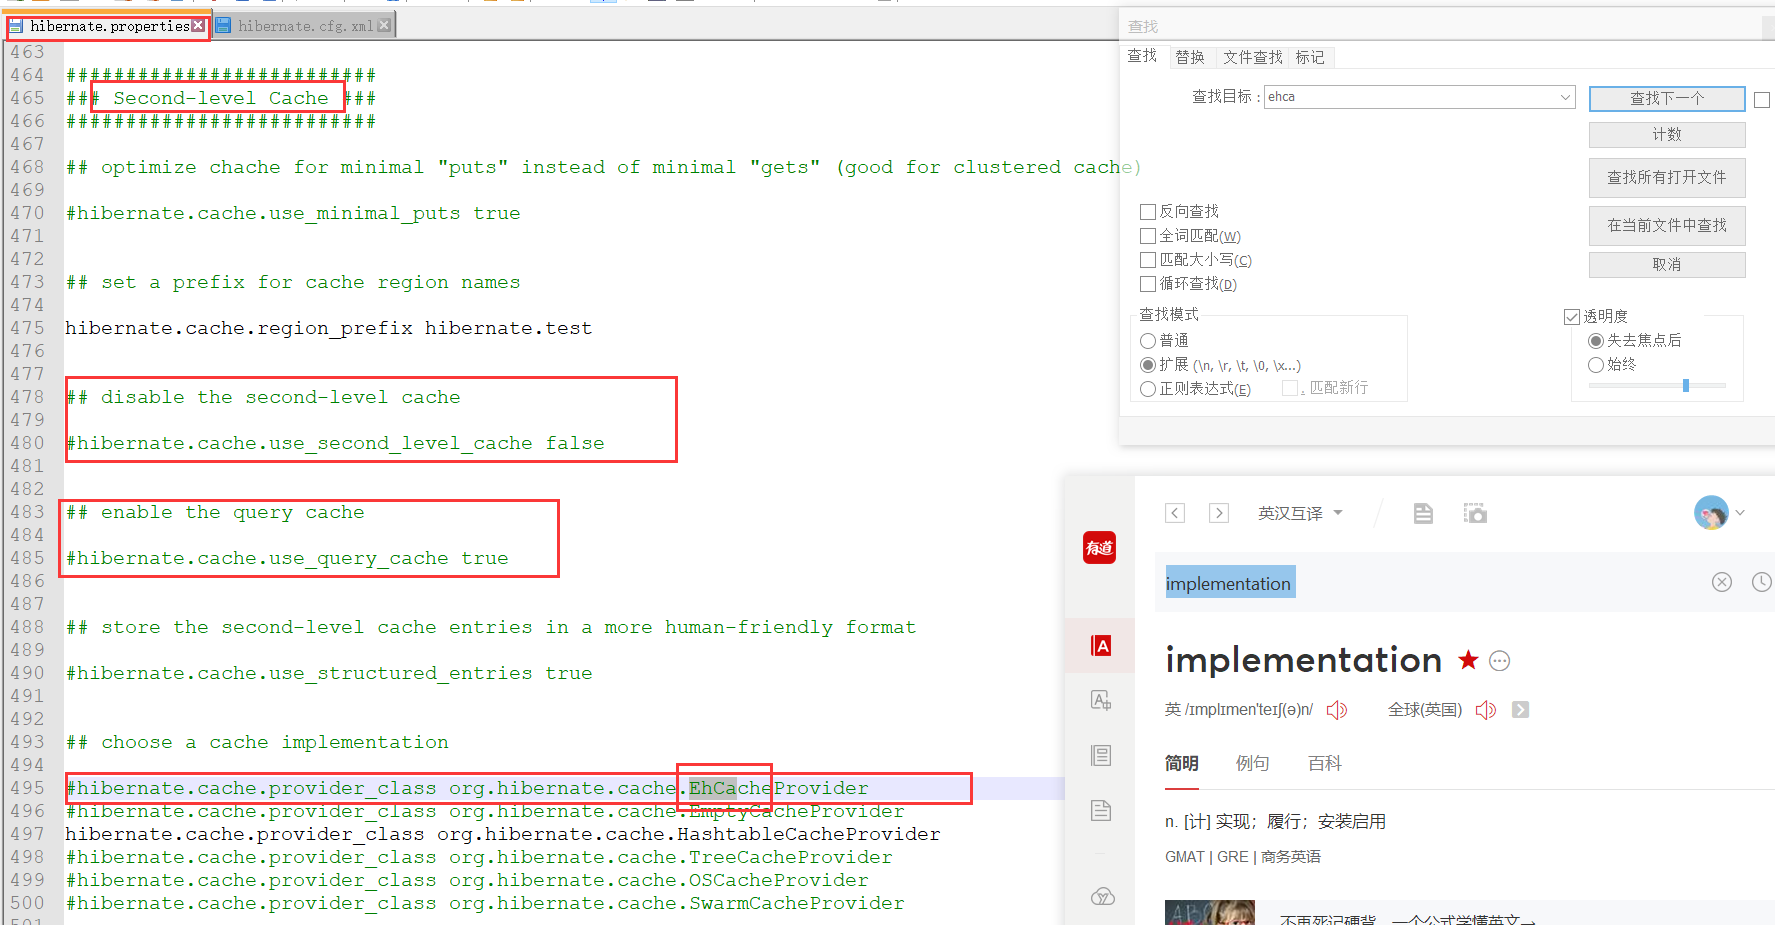 hibernate.properties
hibernate.cfg.xml
463
464 ##########################
465 ### Second-level Cache ###
466 ##########################
467
468 ## optimize chache for minimal "puts" instead of minimal "gets" (good for clustered cache)
469
470 #hibernate.cache.use_minimal_puts true
471
472
473 ## set a prefix for cache region names
474
475 hibernate.cache.region_prefix hibernate.test
476
477
478 ## disable the second-level cache
479
480 #hibernate.cache.use_second_level_cache false
481
482
483 ## enable the query cache
484
485 #hibernate.cache.use_query_cache true
486
487
488 ## store the second-level cache entries in a more human-friendly format
489
490 #hibernate.cache.use_structured_entries true
491
492
493 ## choose a cache implementation
494
495 #hibernate.cache.provider_class org.hibernate.cache.EhCacheProvider
496 #hibernate.cache.provider_class org.hibernate.cache.EmptyCacheProvider
497 hibernate.cache.provider_class org.hibernate.cache.HashtableCacheProvider
498 #hibernate.cache.provider_class org.hibernate.cache.TreeCacheProvider
499 #hibernate.cache.provider_class org.hibernate.cache.OSCacheProvider
500 #hibernate.cache.provider_class org.hibernate.cache.SwarmCacheProvider
501
查找
查找 替换 文件查找 标记
查找目标 : ehca
查找下一个
计数
查找所有打开文件
在当前文件中查找
取消
反向查找
全词匹配(W)
匹配大小写(C)
循环查找(D)
查找模式
普通
扩展 (\n, \r, \t, \0, \x...)
正则表达式(E)
. 匹配新行
透明度
失去焦点后
始终
有道
英汉互译
implementation
implementation
英 /ɪmplɪmen'teɪʃ(ə)n/ 全球(英国)
简明 例句 百科
n. [计] 实现；履行；安装启用
GMAT | GRE | 商务英语
不再死记硬背，一个公式学懂英文→